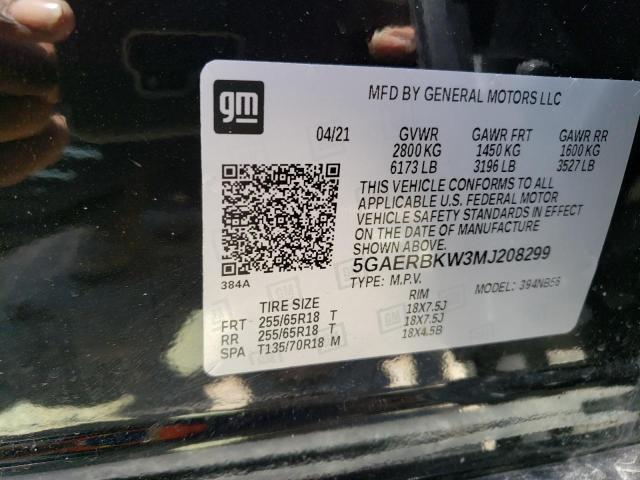 gm
MFD BY GENERAL MOTORS LLC
04/21 GVWR GAWR FRT GAWR RR
2800 KG 1450 KG 1600 KG
6173 LB 3196 LB 3527 LB
THIS VEHICLE CONFORMS TO ALL
APPLICABLE U.S. FEDERAL MOTOR
VEHICLE SAFETY STANDARDS IN EFFECT
ON THE DATE OF MANUFACTURE
SHOWN ABOVE.
5GAERBKW3MJ208299
384A TYPE: M.P.V. MODEL: 394NB56
TIRE SIZE RIM
FRT 255/65R18 T 18X7.5J
RR 255/65R18 T 18X7.5J
SPA T135/70R18 M 18X4.5B